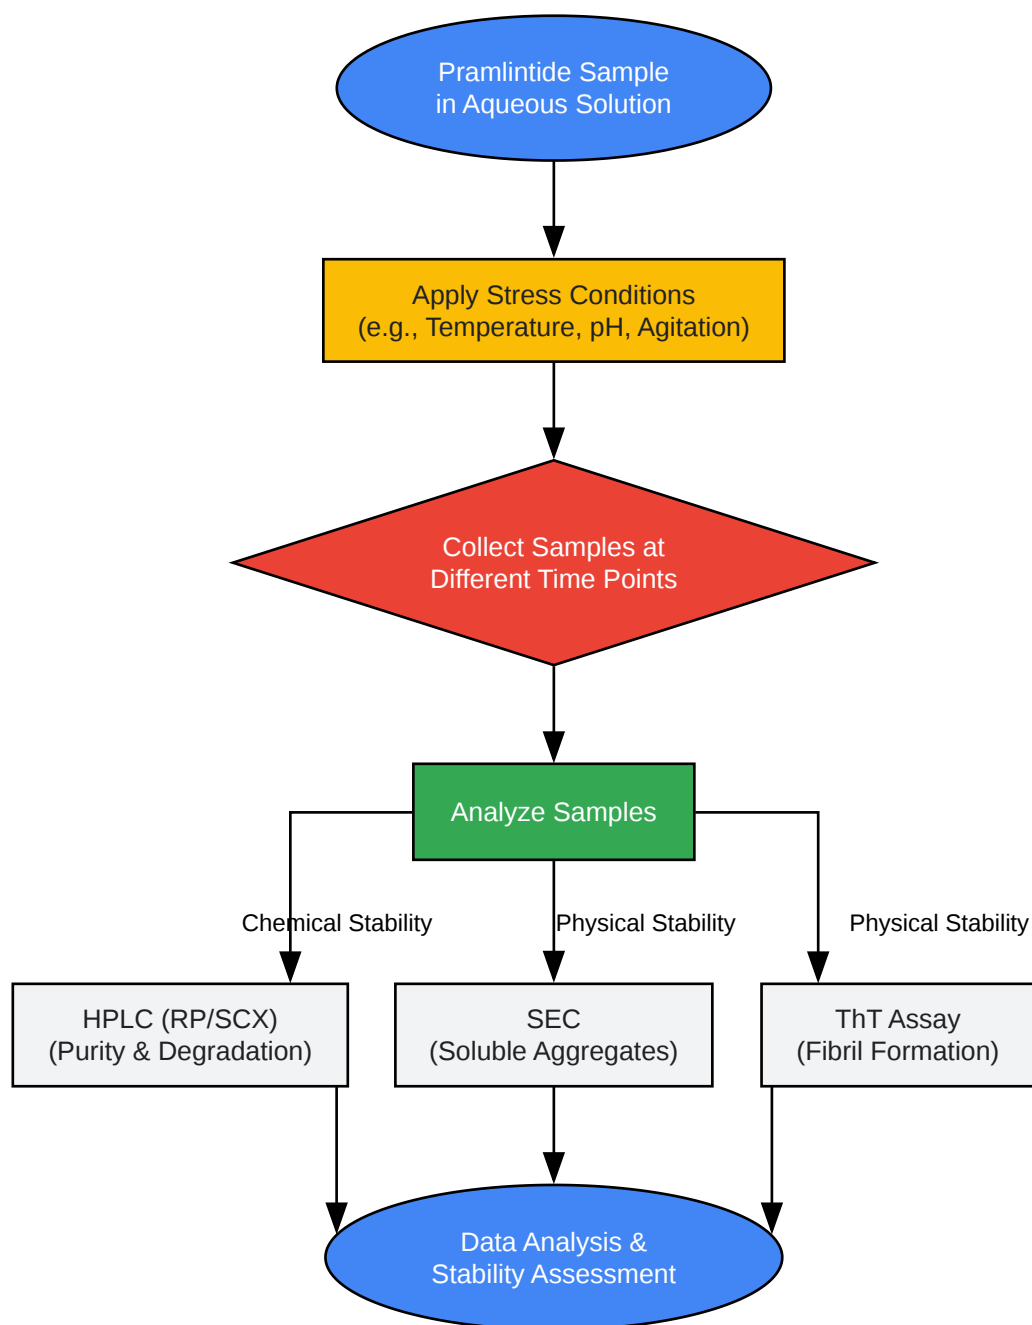 Pramlintide Sample
in Aqueous Solution
Apply Stress Conditions
(e.g., Temperature, pH, Agitation)
Collect Samples at
Different Time Points
Analyze Samples
Chemical Stability
Physical Stability
Physical Stability
HPLC (RP/SCX)
(Purity & Degradation)
SEC
(Soluble Aggregates)
ThT Assay
(Fibril Formation)
Data Analysis &
Stability Assessment